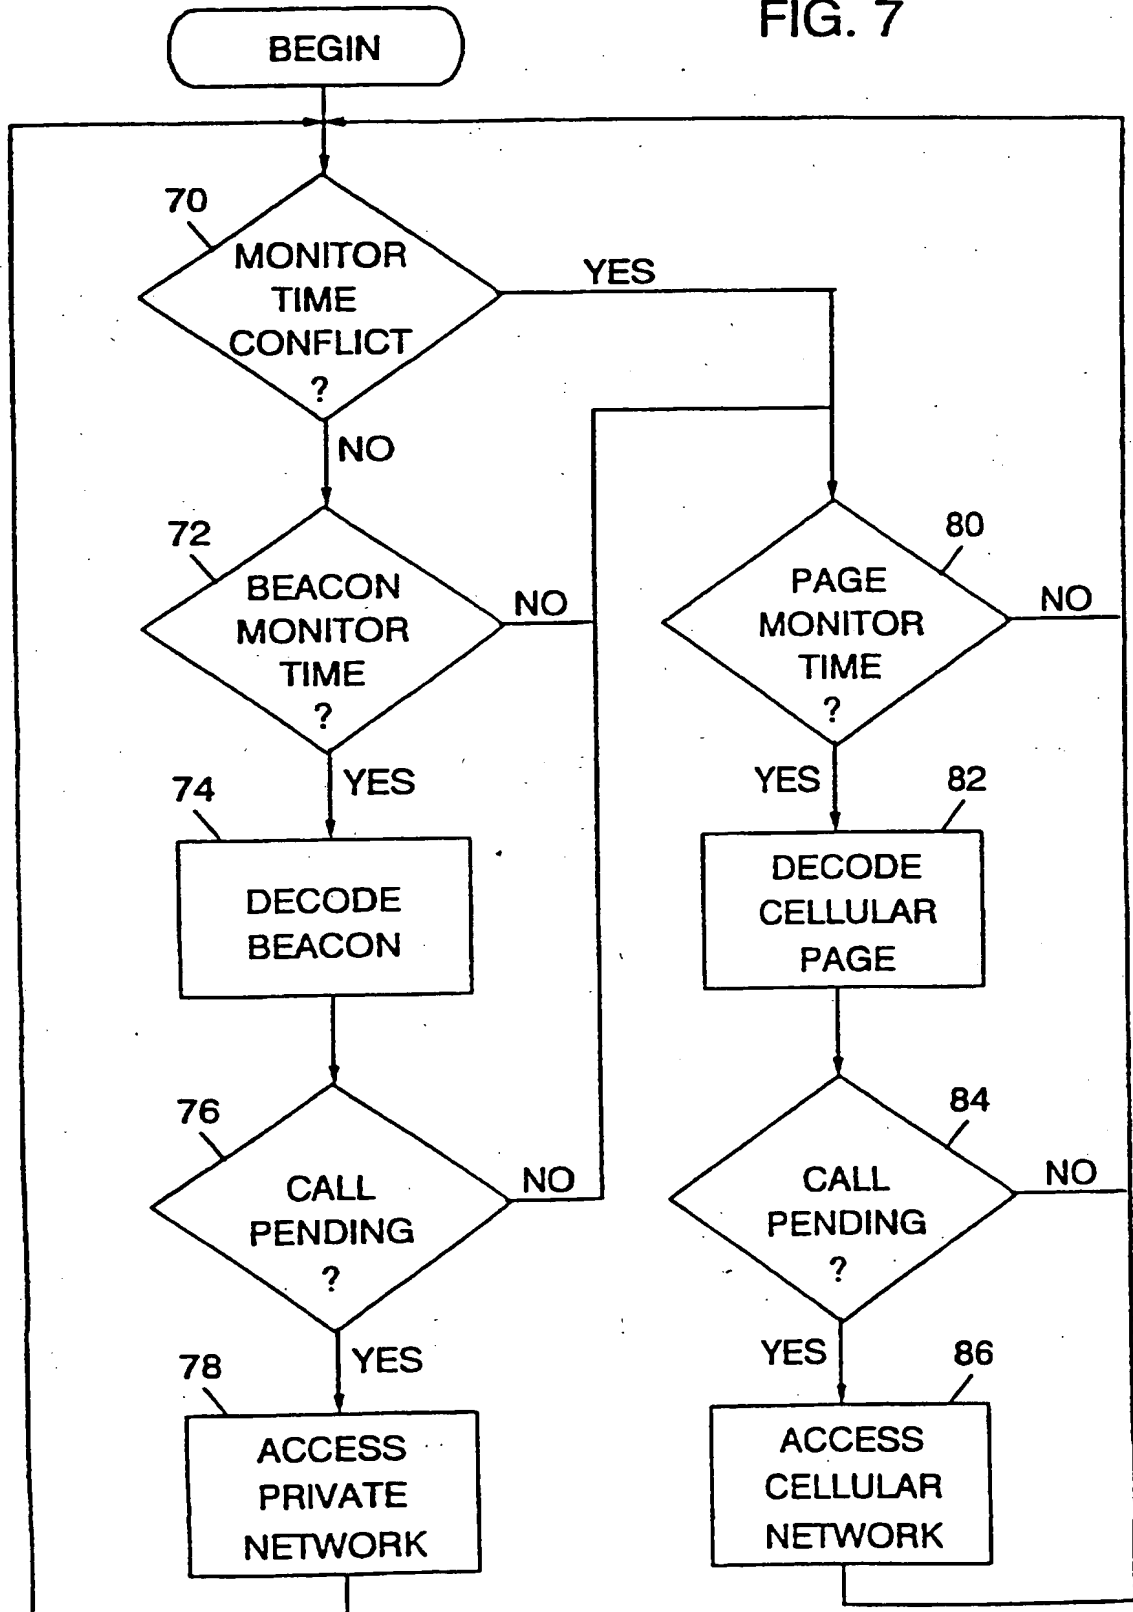 FIG. 7
BEGIN
70
MONITOR
TIME
CONFLICT
?
YES
NO
72
BEACON
MONITOR
TIME
?
NO
YES
74
DECODE
BEACON
76
CALL
PENDING
?
NO
YES
78
ACCESS
PRIVATE
NETWORK
80
PAGE
MONITOR
TIME
?
NO
YES
82
DECODE
CELLULAR
PAGE
84
CALL
PENDING
?
NO
YES
86
ACCESS
CELLULAR
NETWORK